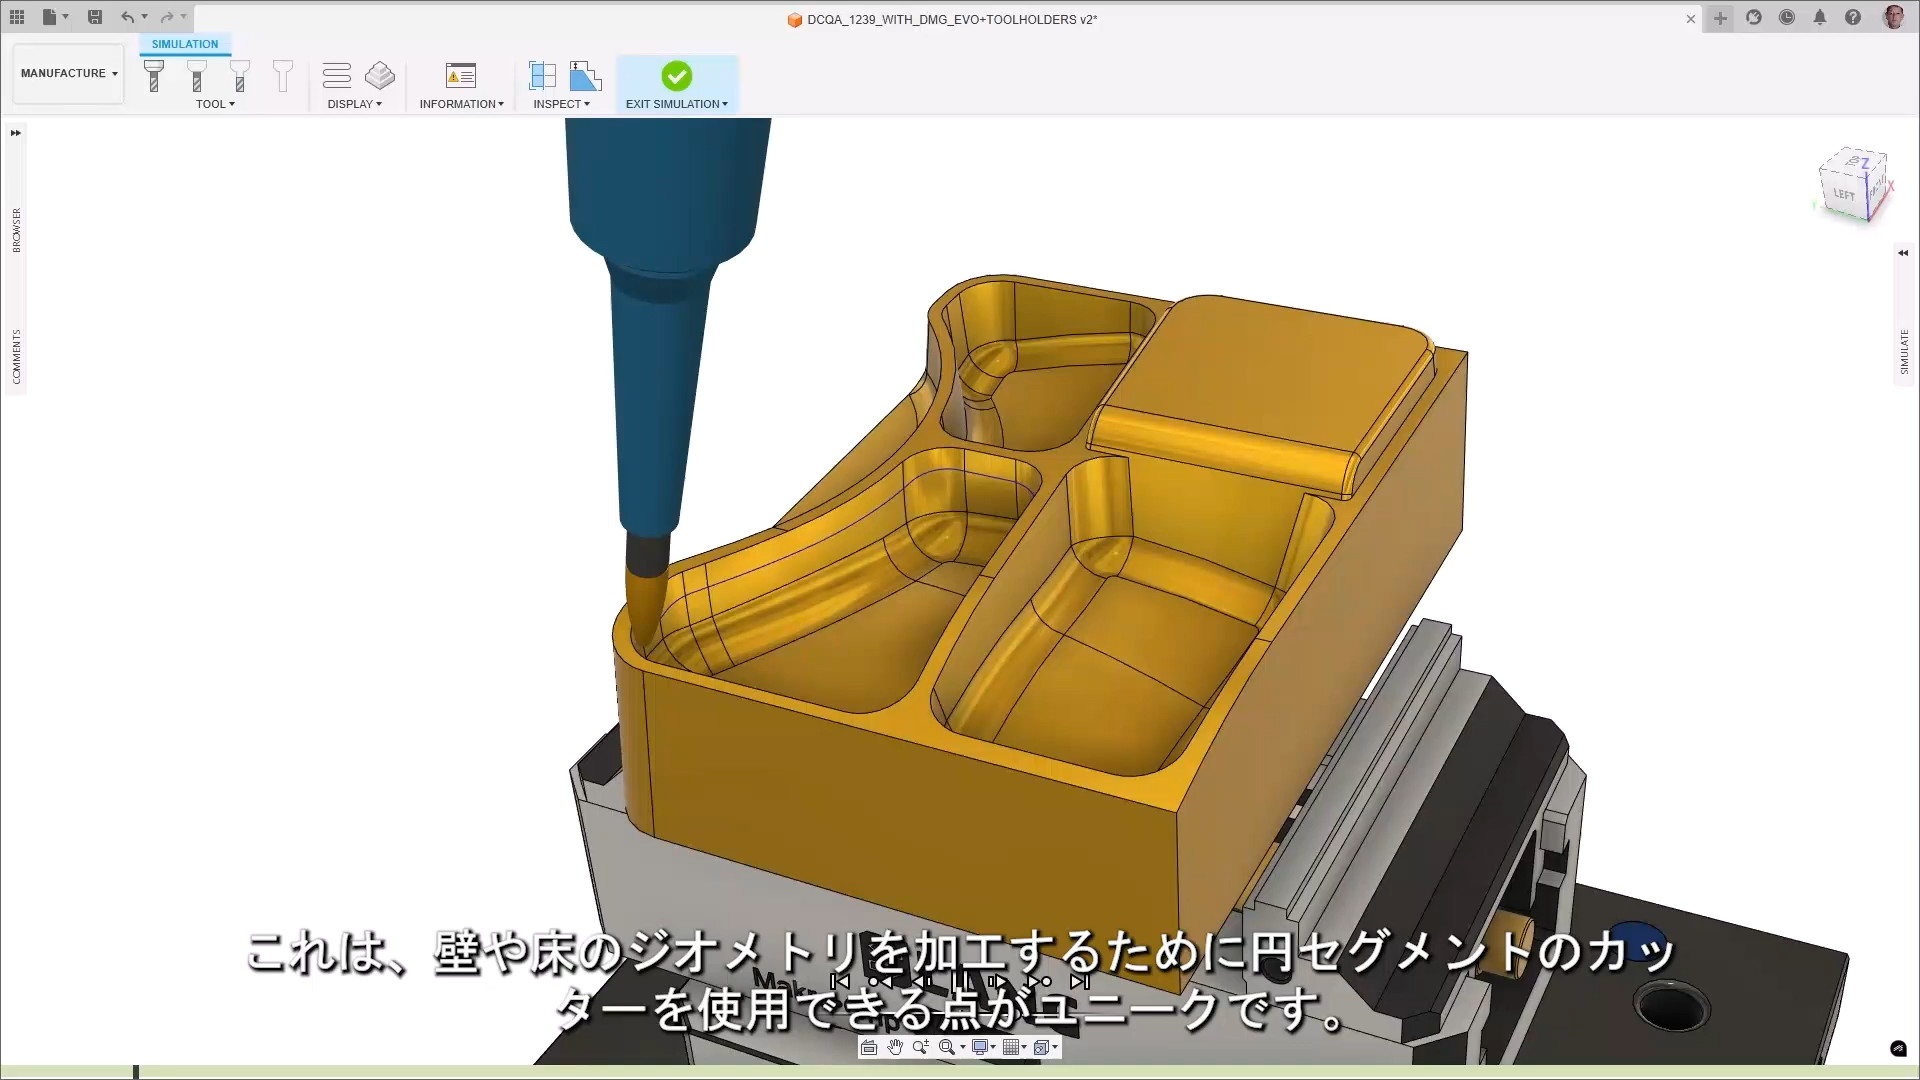 DCQA_1239_WITH_DMG_EVO+TOOLHOLDERS v2*
SIMULATION
MANUFACTURE
TOOL
DISPLAY
INFORMATION
INSPECT
EXIT SIMULATION
BROWSER
COMMENTS
SIMULATE
Z
X
LEFT
これは、壁や床のジオメトリを加工するために円セグメントのカッ
ターを使用できる点がユニークです。